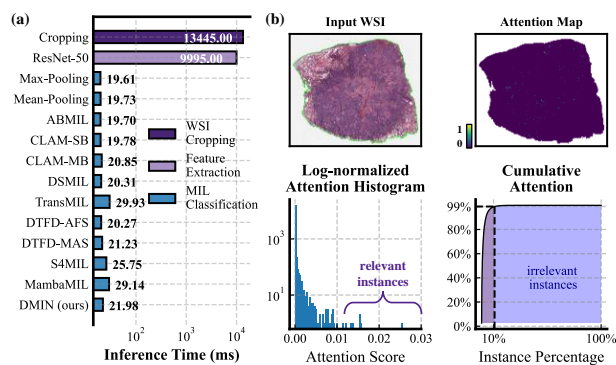 (a)
Cropping 13445.00
ResNet-50 9995.00
Max-Pooling 19.61
Mean-Pooling 19.73
ABMIL 19.70
CLAM-SB 19.78
CLAM-MB 20.85
DSMIL 20.31
TransMIL 29.93
DTFD-AFS 20.27
DTFD-MAS 21.23
S4MIL 25.75
MambaMIL 29.14
DMIN (ours) 21.98
WSI
Cropping
Feature
Extraction
MIL
Classification
10² 10³ 10⁴
Inference Time (ms)
(b)
Input WSI
Attention Map
1
0
Log-normalized
Attention Histogram
10³
10¹
relevant
instances
0.00 0.01 0.02 0.03
Attention Score
Cumulative
Attention
99%
80%
60%
40%
20%
0%
irrelevant
instances
10% 100%
Instance Percentage